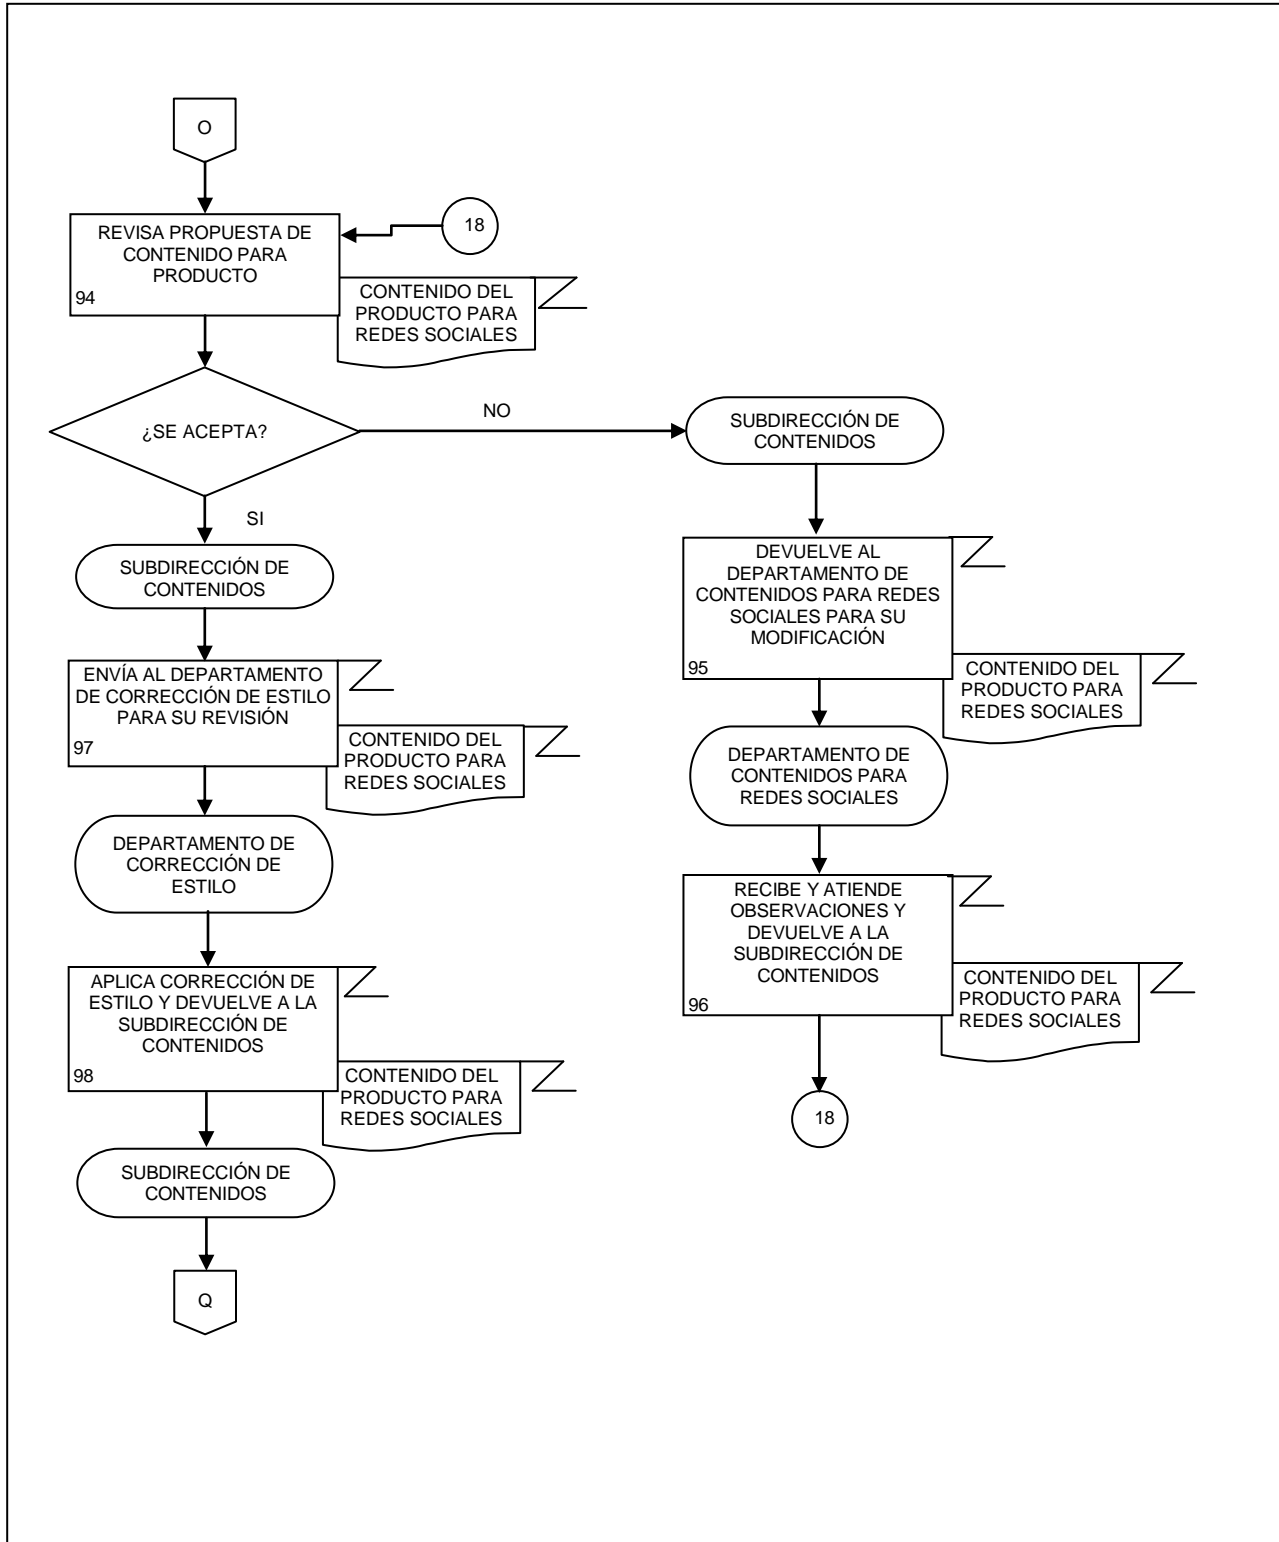 O
18
REVISA PROPUESTA DE
CONTENIDO PARA
PRODUCTO
94
CONTENIDO DEL
PRODUCTO PARA
REDES SOCIALES
¿SE ACEPTA?
NO
SI
SUBDIRECCIÓN DE
CONTENIDOS
ENVÍA AL DEPARTAMENTO
DE CORRECCIÓN DE ESTILO
PARA SU REVISIÓN
97
CONTENIDO DEL
PRODUCTO PARA
REDES SOCIALES
DEPARTAMENTO DE
CORRECCIÓN DE
ESTILO
APLICA CORRECCIÓN DE
ESTILO Y DEVUELVE A LA
SUBDIRECCIÓN DE
CONTENIDOS
98
CONTENIDO DEL
PRODUCTO PARA
REDES SOCIALES
SUBDIRECCIÓN DE
CONTENIDOS
Q
SUBDIRECCIÓN DE
CONTENIDOS
DEVUELVE AL
DEPARTAMENTO DE
CONTENIDOS PARA REDES
SOCIALES PARA SU
MODIFICACIÓN
95
CONTENIDO DEL
PRODUCTO PARA
REDES SOCIALES
DEPARTAMENTO DE
CONTENIDOS PARA
REDES SOCIALES
RECIBE Y ATIENDE
OBSERVACIONES Y
DEVUELVE A LA
SUBDIRECCIÓN DE
CONTENIDOS
96
CONTENIDO DEL
PRODUCTO PARA
REDES SOCIALES
18